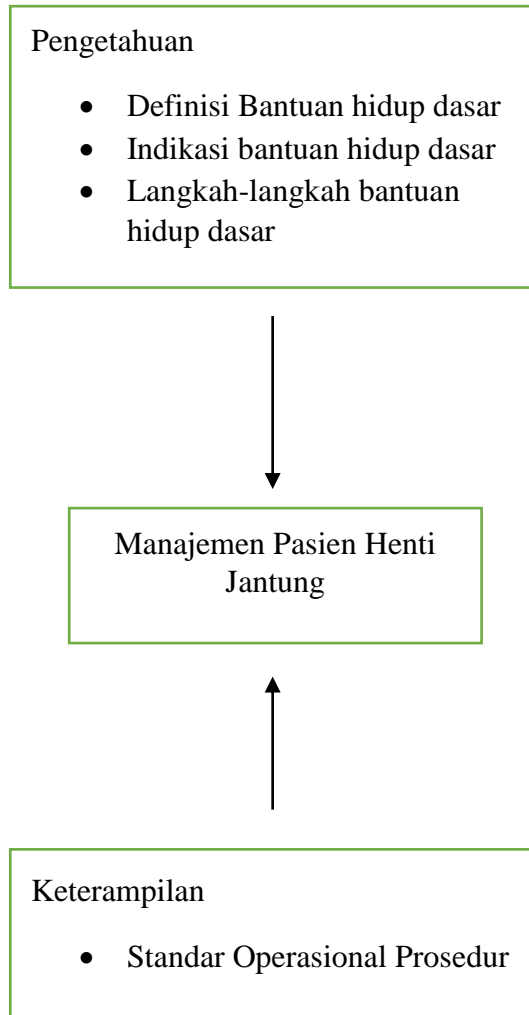 Pengetahuan
• Definisi Bantuan hidup dasar
• Indikasi bantuan hidup dasar
• Langkah-langkah bantuan
hidup dasar
Manajemen Pasien Henti
Jantung
Keterampilan
• Standar Operasional Prosedur